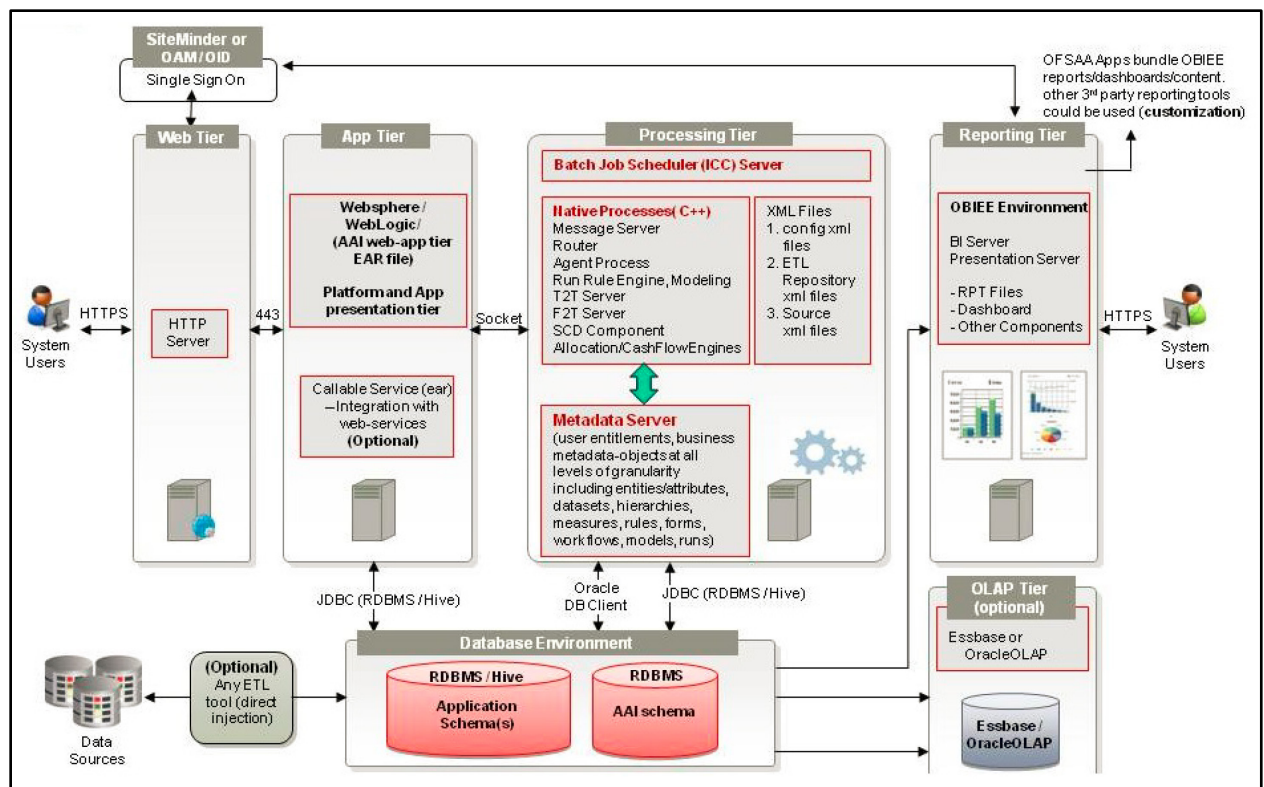 SiteMinder or
OAM/OID
Single Sign On
OFSAA Apps bundle OBIEE
reports/dashboards/content.
other 3rd party reporting tools
could be used (customization)
Web Tier
HTTP
Server
App Tier
Websphere /
WebLogic/
(AAI web-app tier
EAR file)
Platform and App
presentation tier
Callable Service (ear)
–Integration with
web-services
(Optional)
Processing Tier
Batch Job Scheduler (ICC) Server
Native Processes( C++)
Message Server
Router
Agent Process
Run Rule Engine, Modeling
T2T Server
F2T Server
SCD Component
Allocation/CashFlowEngines
XML Files
1. config xml
files
2. ETL
Repository
xml files
3. Source
xml files
Metadata Server
(user entitlements, business
metadata-objects at all
levels of granularity
including entities/attributes,
datasets, hierarchies,
measures, rules, forms,
workflows, models, runs)
Reporting Tier
OBIEE Environment
BI Server
Presentation Server
- RPT Files
- Dashboard
- Other Components
HTTPS
System
Users
443
Socket
HTTPS
System
Users
JDBC (RDBMS /Hive)
Oracle
DB Client
JDBC (RDBMS /Hive)
Database Environment
RDBMS / Hive
Application
Schema(s)
RDBMS
AAI schema
(Optional)
Any ETL
tool (direct
injection)
Data
Sources
OLAP Tier
(optional)
Essbase or
OracleOLAP
Essbase /
OracleOLAP